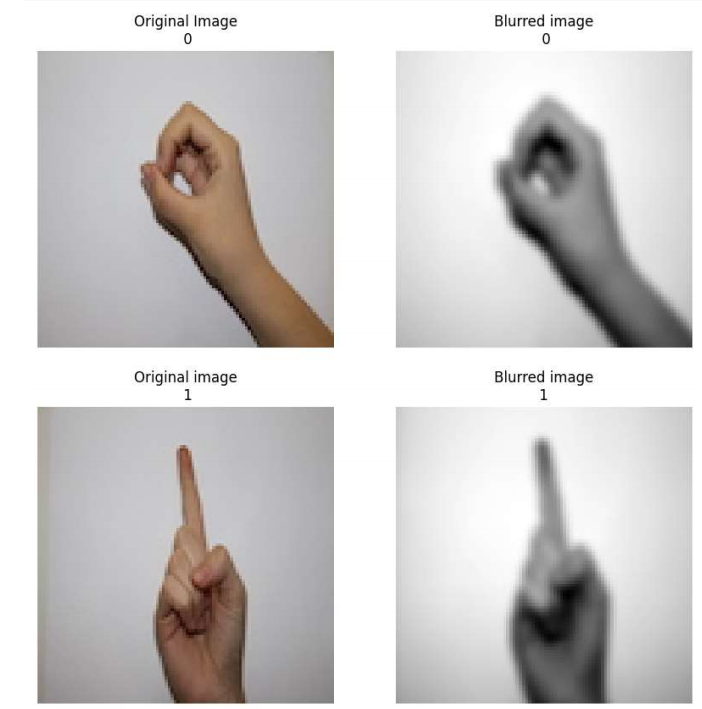 Original Image
0
Blurred image
0
Original image
1
Blurred image
1